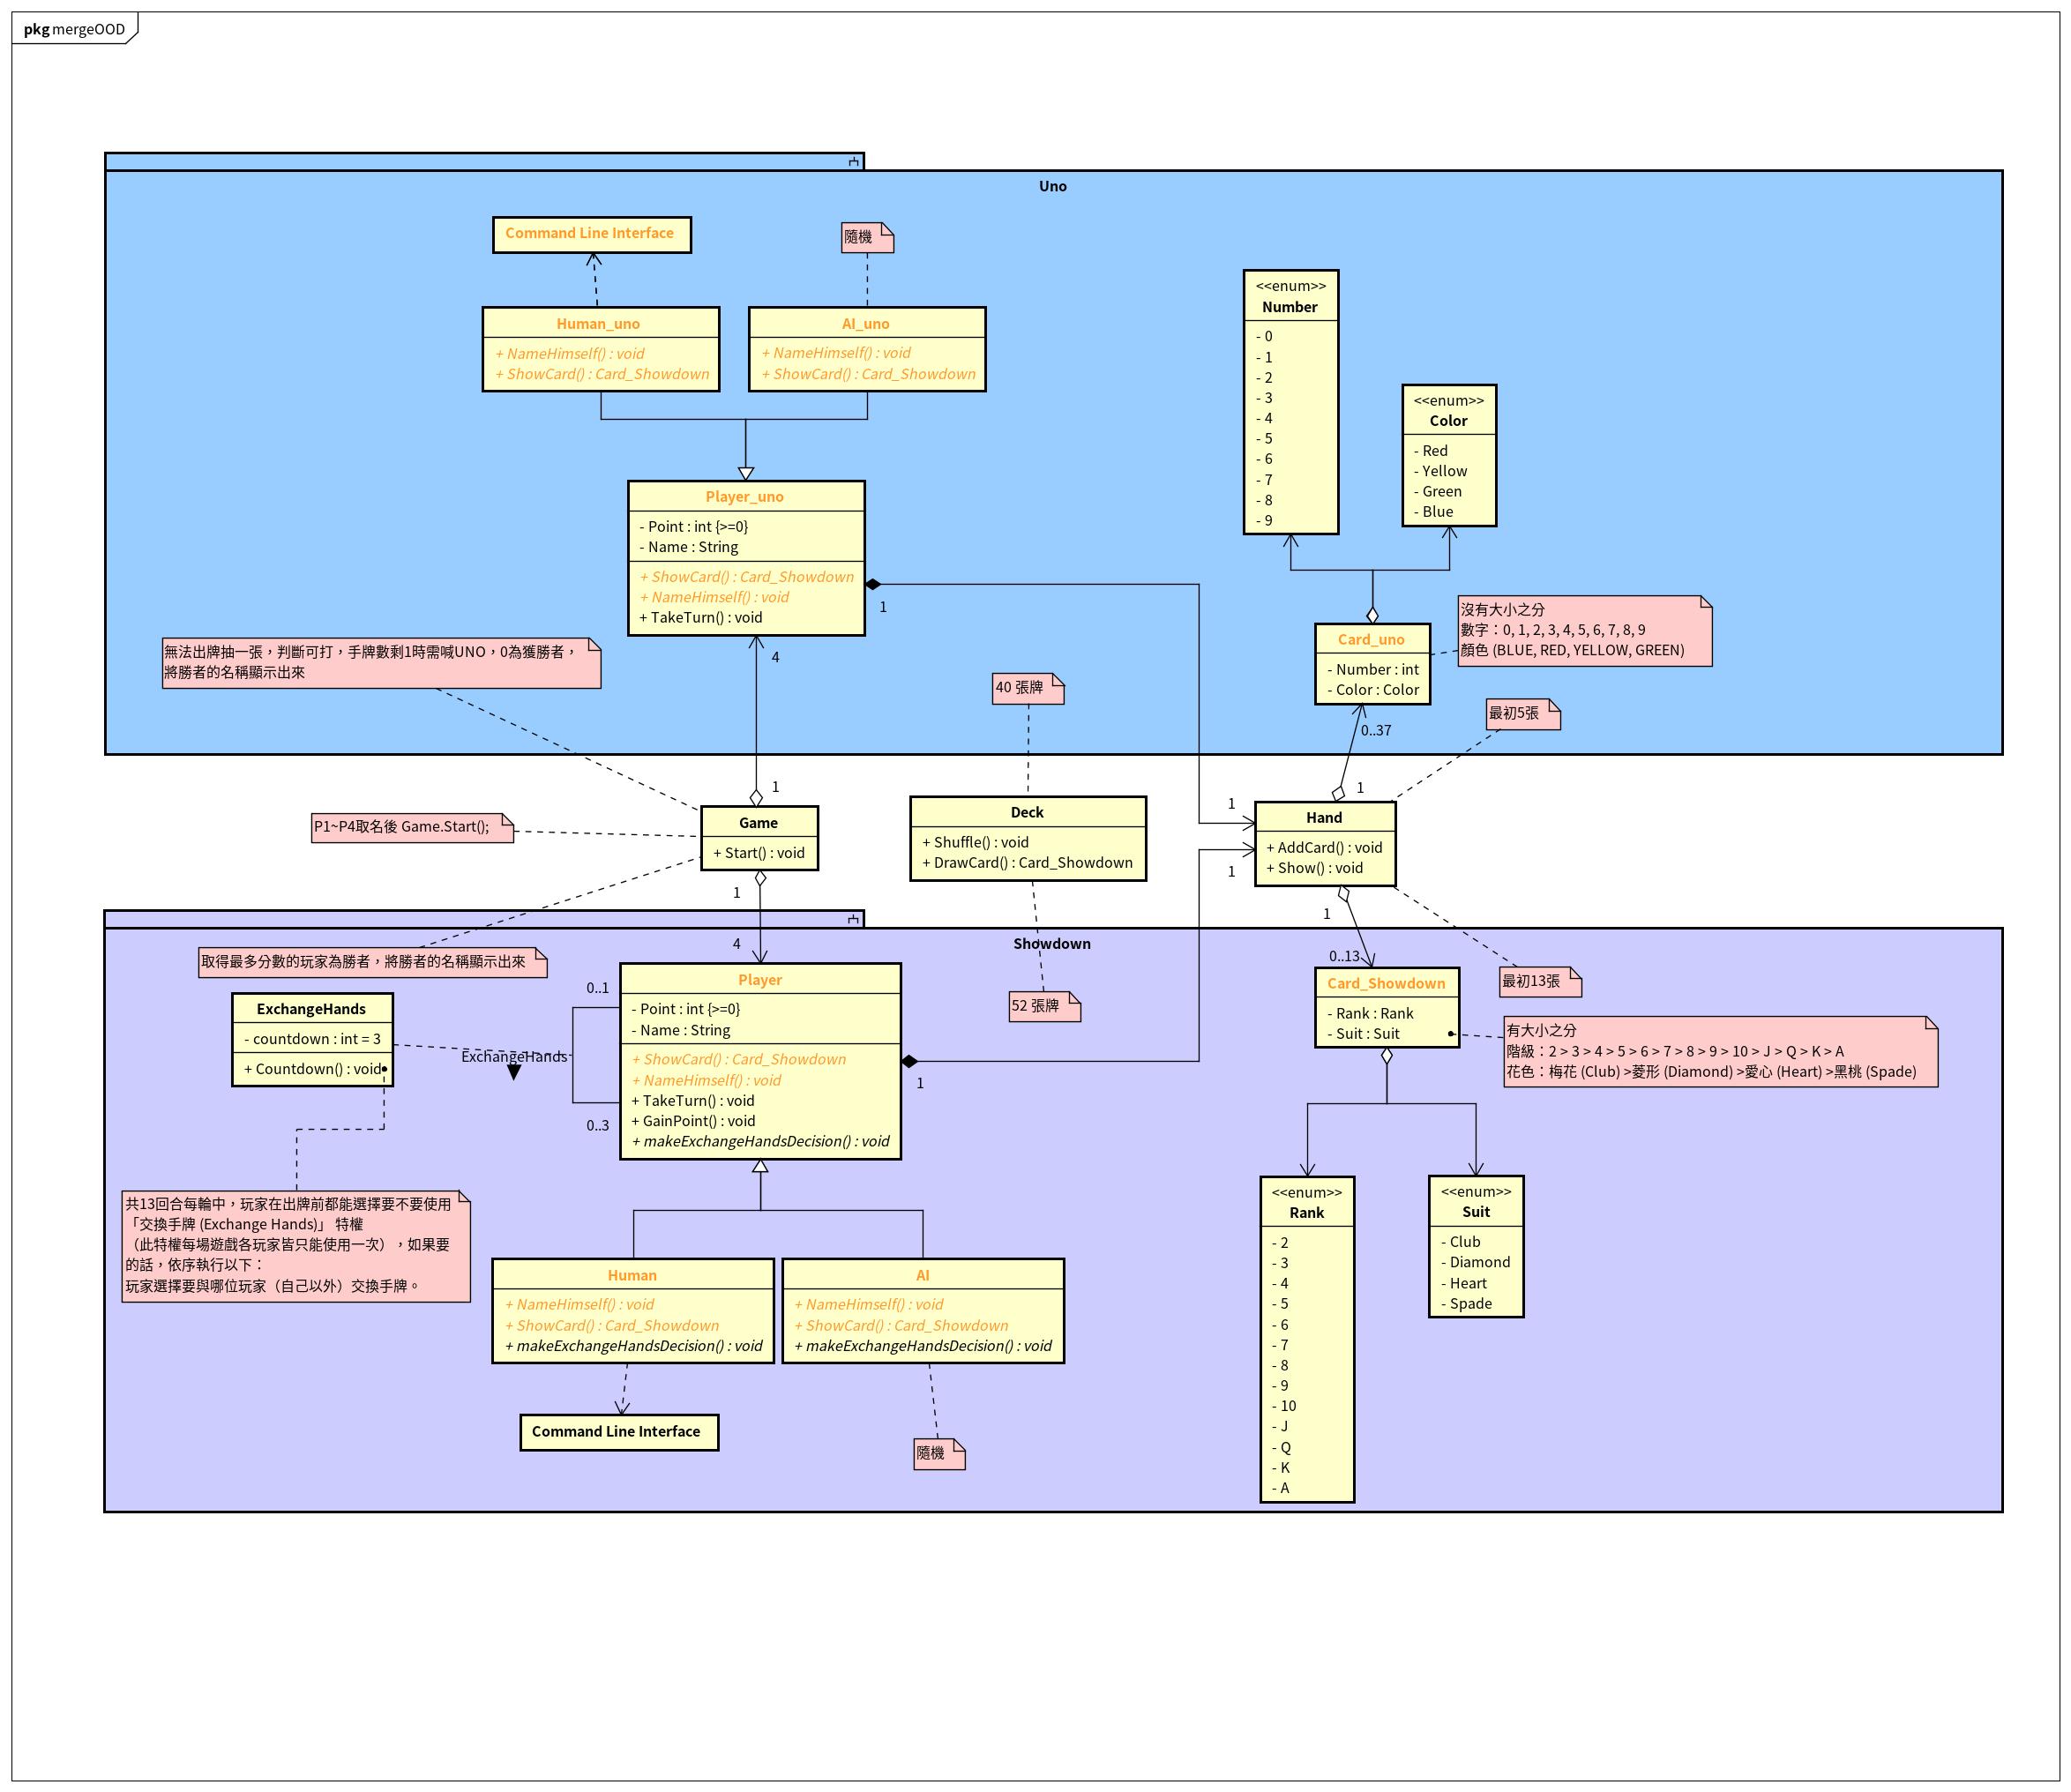 pkg mergeOOD
Uno
Command Line Interface
隨機
Human_uno
+ NameHimself() : void
+ ShowCard() : Card_Showdown
AI_uno
+ NameHimself() : void
+ ShowCard() : Card_Showdown
<<enum>>
Number
- 0
- 1
- 2
- 3
- 4
- 5
- 6
- 7
- 8
- 9
<<enum>>
Color
- Red
- Yellow
- Green
- Blue
Player_uno
- Point : int {>=0}
- Name : String
+ ShowCard() : Card_Showdown
+ NameHimself() : void
+ TakeTurn() : void
1
4
無法出牌抽一張，判斷可打，手牌數剩1時需喊UNO，0為獲勝者，
將勝者的名稱顯示出來
40 張牌
Card_uno
- Number : int
- Color : Color
沒有大小之分
數字：0, 1, 2, 3, 4, 5, 6, 7, 8, 9
顏色 (BLUE, RED, YELLOW, GREEN)
最初5張
0..37
1
1
1
P1~P4取名後 Game.Start();
Game
+ Start() : void
Deck
+ Shuffle() : void
+ DrawCard() : Card_Showdown
Hand
+ AddCard() : void
+ Show() : void
1
1
1
4
0..13
Showdown
取得最多分數的玩家為勝者，將勝者的名稱顯示出來
52 張牌
最初13張
ExchangeHands
- countdown : int = 3
+ Countdown() : void
ExchangeHands
0..1
0..3
Player
- Point : int {>=0}
- Name : String
+ ShowCard() : Card_Showdown
+ NameHimself() : void
+ TakeTurn() : void
+ GainPoint() : void
+ makeExchangeHandsDecision() : void
1
Card_Showdown
- Rank : Rank
- Suit : Suit
有大小之分
階級：2 > 3 > 4 > 5 > 6 > 7 > 8 > 9 > 10 > J > Q > K > A
花色：梅花 (Club) >菱形 (Diamond) >愛心 (Heart) >黑桃 (Spade)
共13回合每輪中，玩家在出牌前都能選擇要不要使用
「交換手牌 (Exchange Hands)」 特權
（此特權每場遊戲各玩家皆只能使用一次），如果要
的話，依序執行以下：
玩家選擇要與哪位玩家（自己以外）交換手牌。
Human
+ NameHimself() : void
+ ShowCard() : Card_Showdown
+ makeExchangeHandsDecision() : void
AI
+ NameHimself() : void
+ ShowCard() : Card_Showdown
+ makeExchangeHandsDecision() : void
Command Line Interface
隨機
<<enum>>
Rank
- 2
- 3
- 4
- 5
- 6
- 7
- 8
- 9
- 10
- J
- Q
- K
- A
<<enum>>
Suit
- Club
- Diamond
- Heart
- Spade